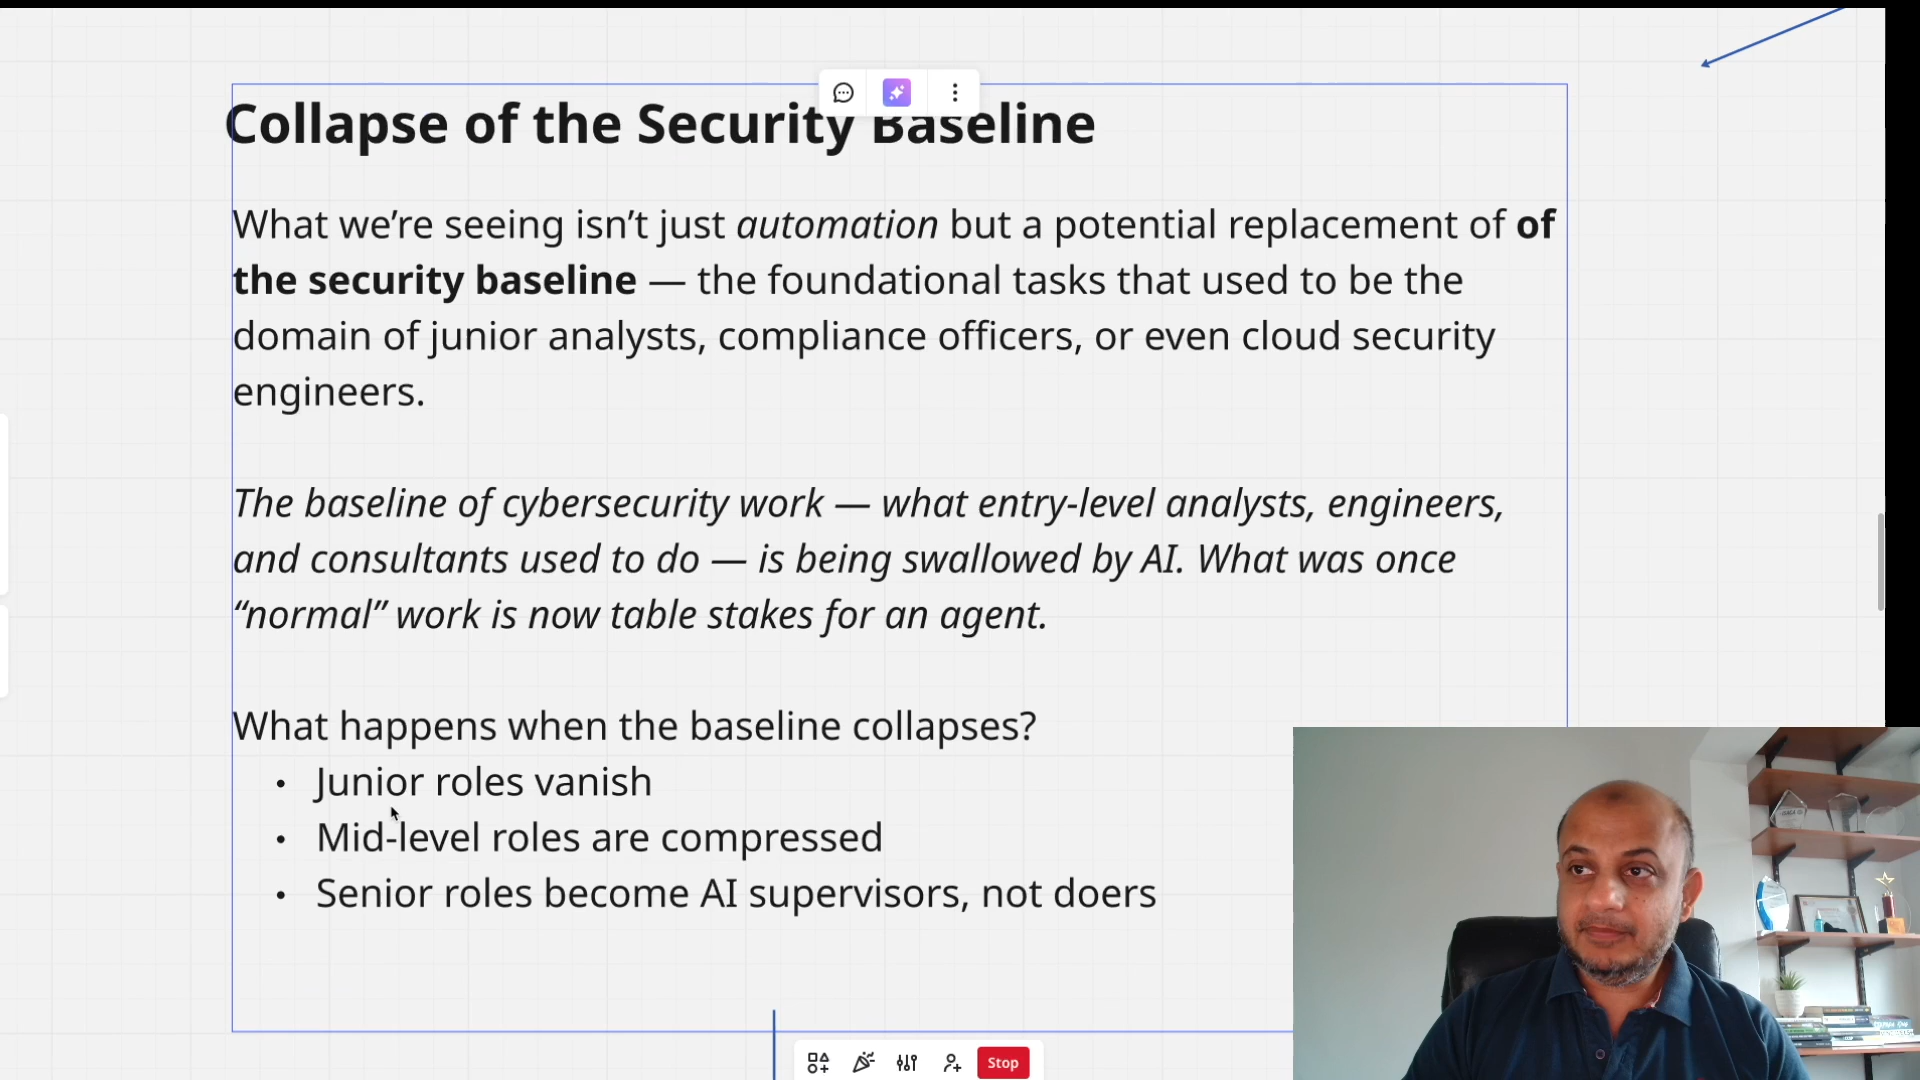 Collapse of the Security Baseline
What we’re seeing isn’t just automation but a potential replacement of of
the security baseline — the foundational tasks that used to be the
domain of junior analysts, compliance officers, or even cloud security
engineers.
The baseline of cybersecurity work — what entry-level analysts, engineers,
and consultants used to do — is being swallowed by AI. What was once
“normal” work is now table stakes for an agent.
What happens when the baseline collapses?
• Junior roles vanish
• Mid-level roles are compressed
• Senior roles become AI supervisors, not doers
Stop